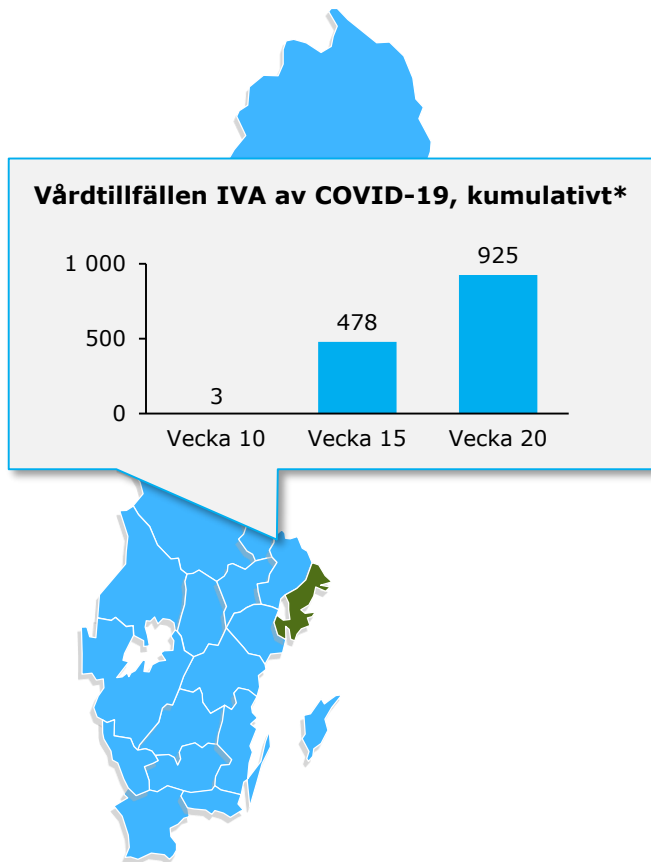 Vårdtillfällen IVA av COVID-19, kumulativt*
1 000
500
0
3
478
925
Vecka 10
Vecka 15
Vecka 20